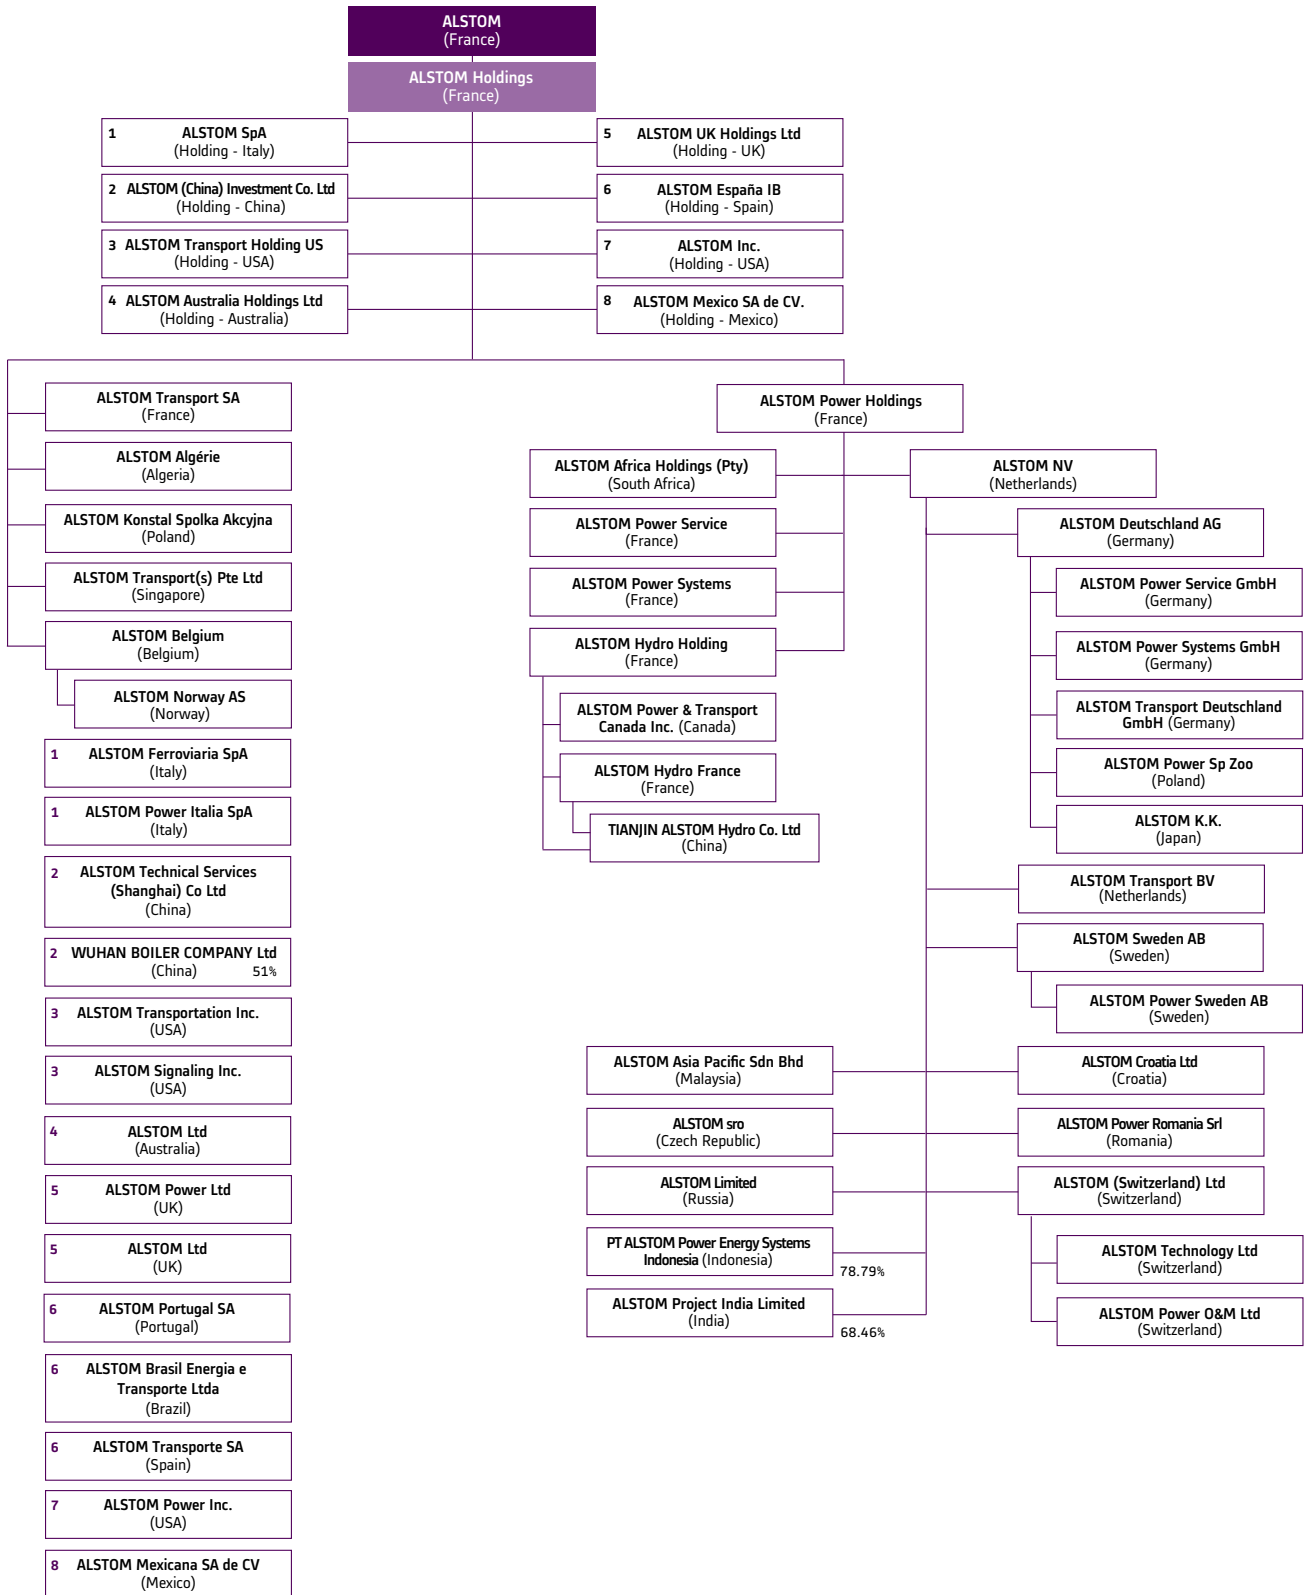 ALSTOM
(France)
ALSTOM Holdings
(France)
1 ALSTOM SpA
(Holding - Italy)
5 ALSTOM UK Holdings Ltd
(Holding - UK)
2 ALSTOM (China) Investment Co. Ltd
(Holding - China)
6 ALSTOM España IB
(Holding - Spain)
3 ALSTOM Transport Holding US
(Holding - USA)
7 ALSTOM Inc.
(Holding - USA)
4 ALSTOM Australia Holdings Ltd
(Holding - Australia)
8 ALSTOM Mexico SA de CV.
(Holding - Mexico)
ALSTOM Transport SA
(France)
ALSTOM Algérie
(Algeria)
ALSTOM Konstal Spolka Akcyjna
(Poland)
ALSTOM Transport(s) Pte Ltd
(Singapore)
ALSTOM Belgium
(Belgium)
ALSTOM Norway AS
(Norway)
1 ALSTOM Ferroviaria SpA
(Italy)
1 ALSTOM Power Italia SpA
(Italy)
2 ALSTOM Technical Services
(Shanghai) Co Ltd
(China)
2 WUHAN BOILER COMPANY Ltd
(China) 51%
3 ALSTOM Transportation Inc.
(USA)
3 ALSTOM Signaling Inc.
(USA)
4 ALSTOM Ltd
(Australia)
5 ALSTOM Power Ltd
(UK)
5 ALSTOM Ltd
(UK)
6 ALSTOM Portugal SA
(Portugal)
6 ALSTOM Brasil Energia e
Transporte Ltda
(Brazil)
6 ALSTOM Transporte SA
(Spain)
7 ALSTOM Power Inc.
(USA)
8 ALSTOM Mexicana SA de CV
(Mexico)
ALSTOM Power Holdings
(France)
ALSTOM Africa Holdings (Pty)
(South Africa)
ALSTOM Power Service
(France)
ALSTOM Power Systems
(France)
ALSTOM Hydro Holding
(France)
ALSTOM Power & Transport
Canada Inc. (Canada)
ALSTOM Hydro France
(France)
TIANJIN ALSTOM Hydro Co. Ltd
(China)
ALSTOM NV
(Netherlands)
ALSTOM Deutschland AG
(Germany)
ALSTOM Power Service GmbH
(Germany)
ALSTOM Power Systems GmbH
(Germany)
ALSTOM Transport Deutschland
GmbH (Germany)
ALSTOM Power Sp Zoo
(Poland)
ALSTOM K.K.
(Japan)
ALSTOM Transport BV
(Netherlands)
ALSTOM Sweden AB
(Sweden)
ALSTOM Power Sweden AB
(Sweden)
ALSTOM Asia Pacific Sdn Bhd
(Malaysia)
ALSTOM Croatia Ltd
(Croatia)
ALSTOM sro
(Czech Republic)
ALSTOM Power Romania Srl
(Romania)
ALSTOM Limited
(Russia)
ALSTOM (Switzerland) Ltd
(Switzerland)
PT ALSTOM Power Energy Systems
Indonesia (Indonesia)
78.79%
ALSTOM Technology Ltd
(Switzerland)
ALSTOM Project India Limited
(India)
68.46%
ALSTOM Power O&M Ltd
(Switzerland)